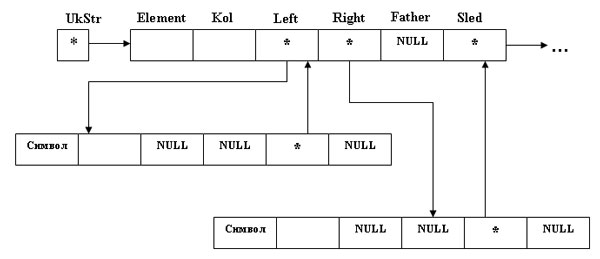 UkStr Element Kol Left Right Father Sled
* * * NULL * ...
Символ NULL NULL * NULL
Символ NULL NULL * NULL